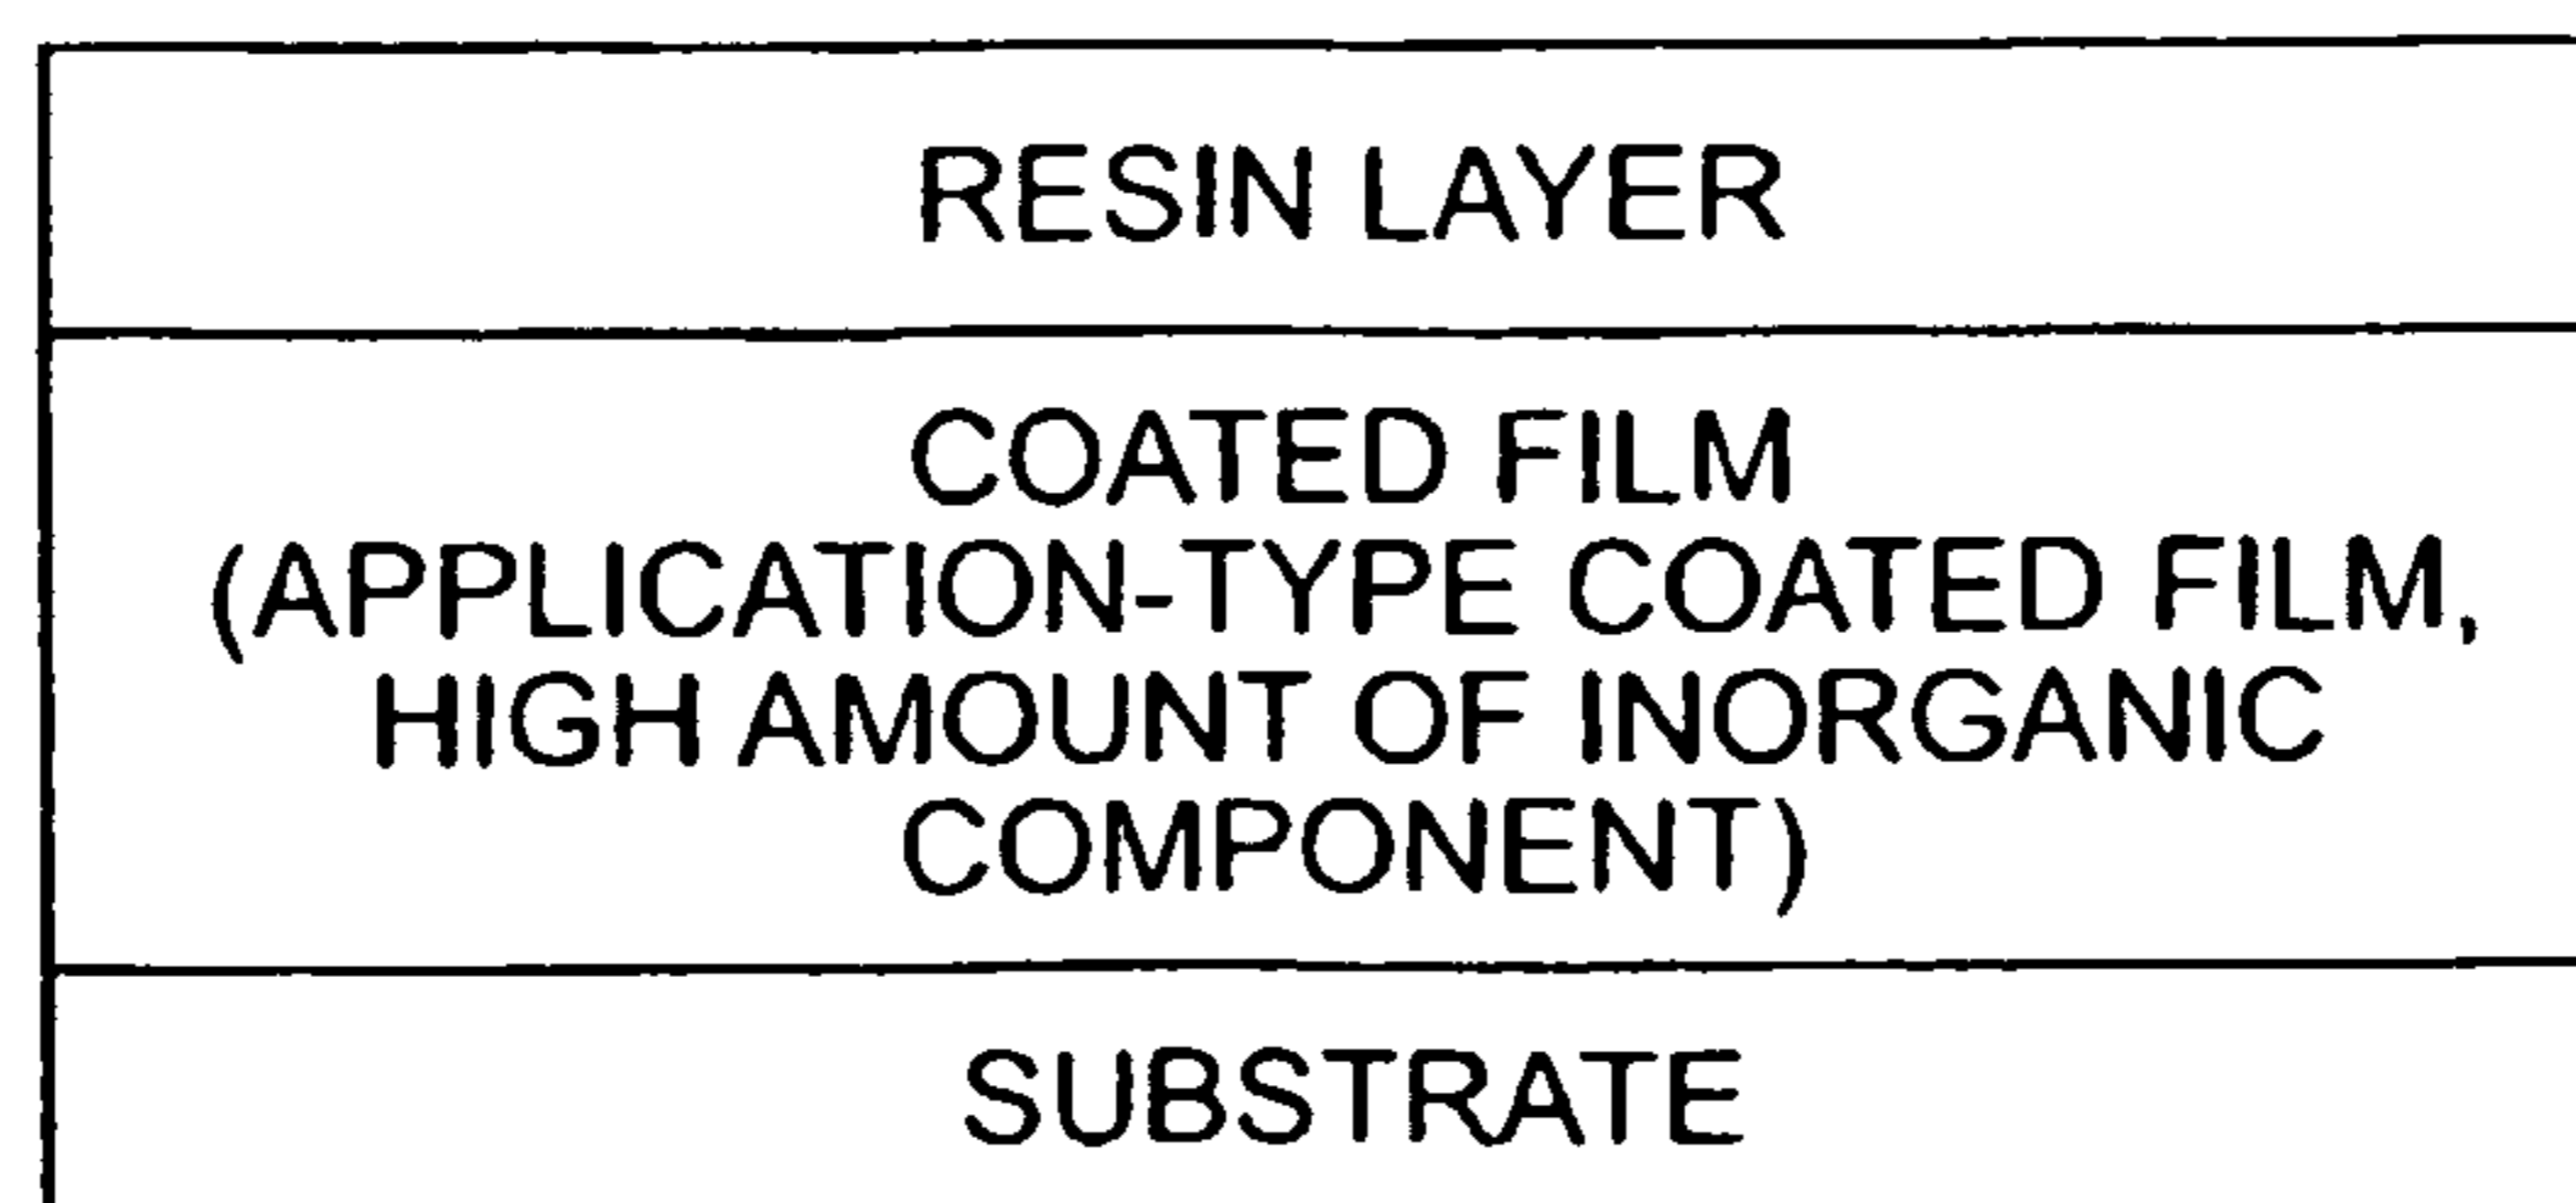 RESIN LAYER
COATED FILM
(APPLICATION-TYPE COATED FILM,
HIGH AMOUNT OF INORGANIC
COMPONENT)
SUBSTRATE